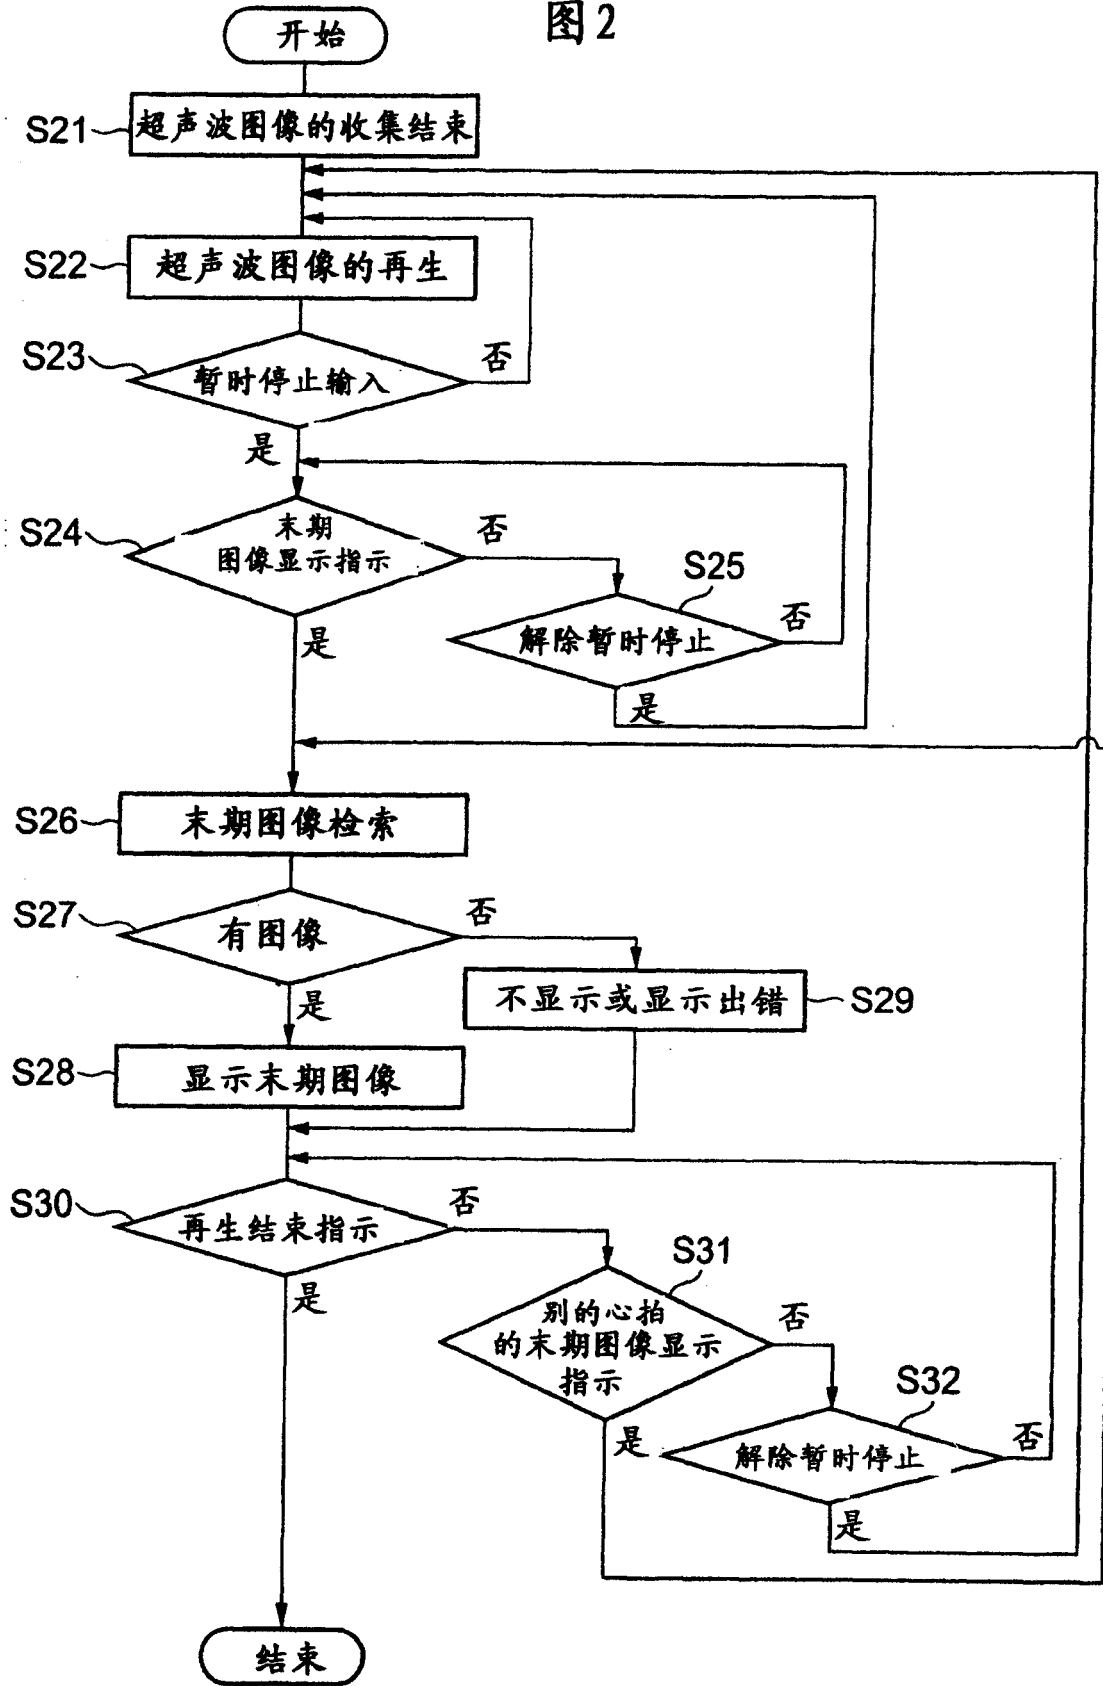 图2
开始
S21
超声波图像的收集结束
S22
超声波图像的再生
S23
暂时停止输入
否
是
S24
末期
图像显示指示
否
是
S25
解除暂时停止
否
是
S26
末期图像检索
S27
有图像
否
是
S29
不显示或显示出错
S28
显示末期图像
S30
再生结束指示
否
是
S31
别的心拍
的末期图像显示
指示
否
是
S32
解除暂时停止
否
是
结束